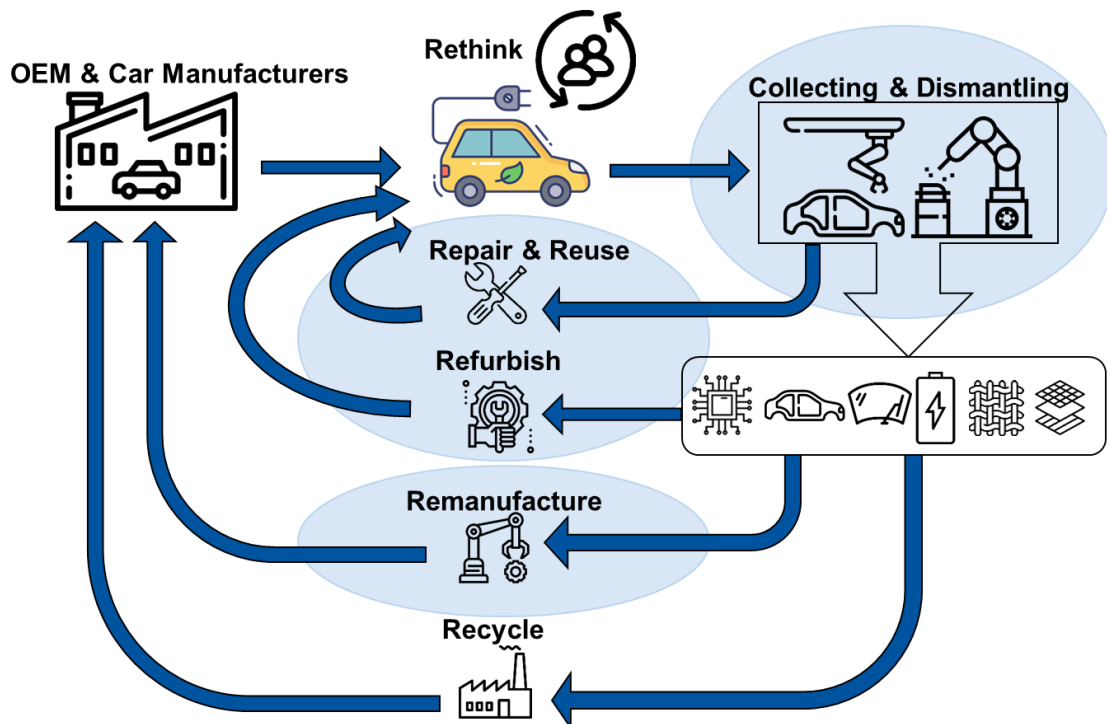 Rethink
OEM & Car Manufacturers
Collecting & Dismantling
Repair & Reuse
Refurbish
Remanufacture
Recycle